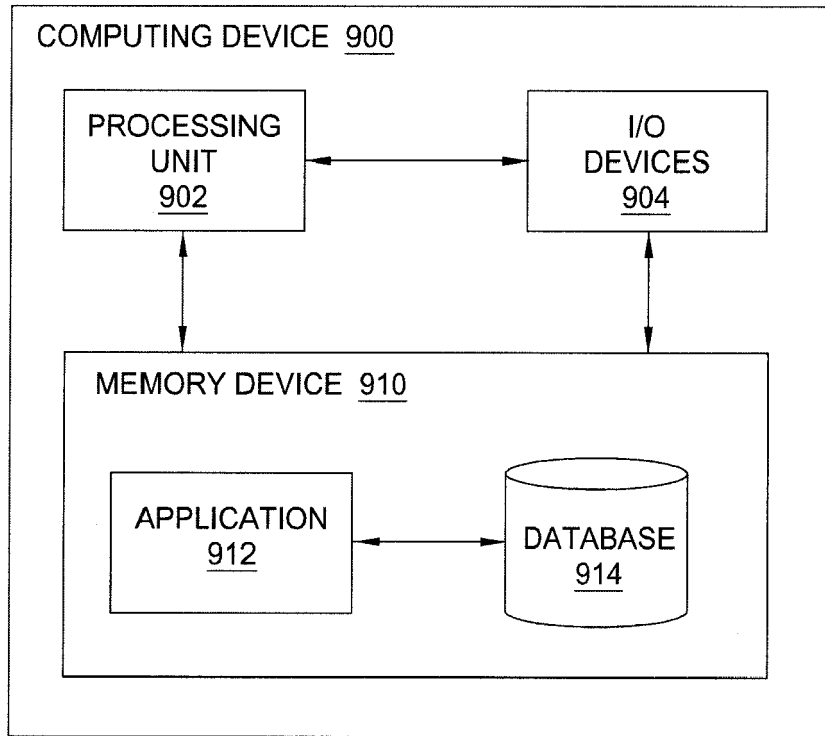 COMPUTING DEVICE 900
PROCESSING
UNIT
902
I/O
DEVICES
904
MEMORY DEVICE 910
APPLICATION
912
DATABASE
914